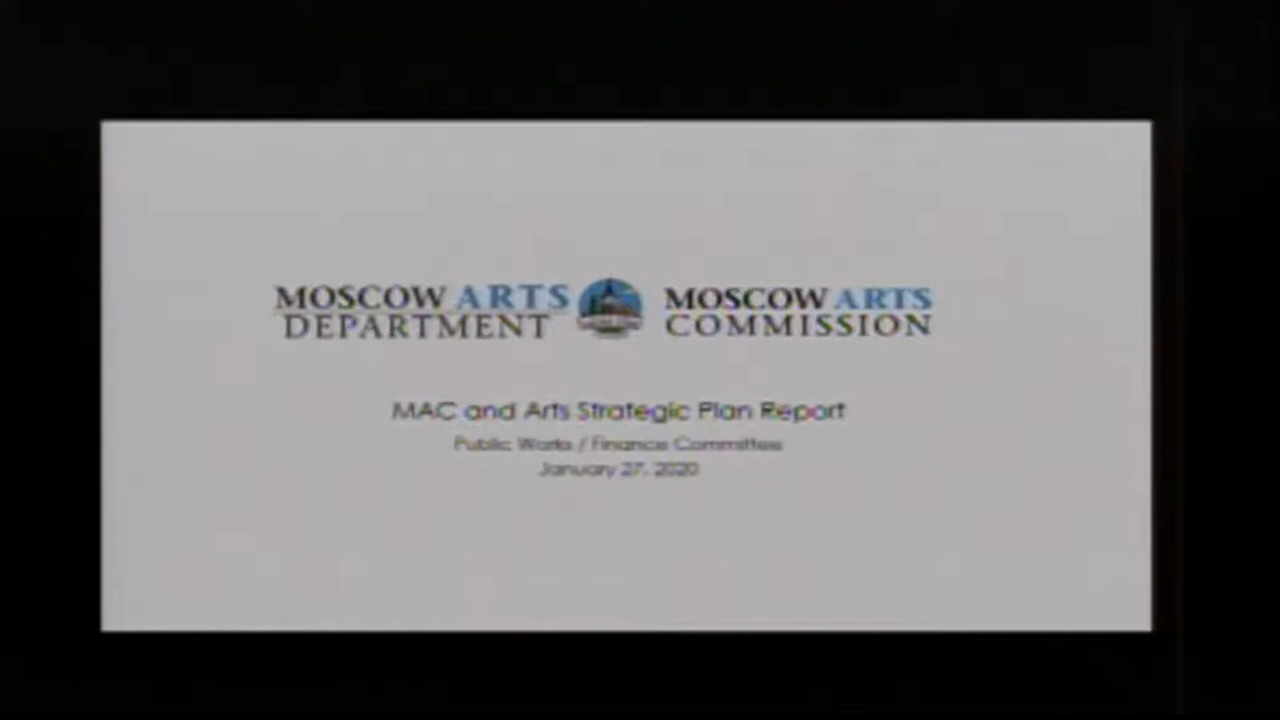 MOSCOW ARTS DEPARTMENT
MOSCOW ARTS COMMISSION
MAC and Arts Strategic Plan Report
Public Works / Finance Committee
January 27, 2020